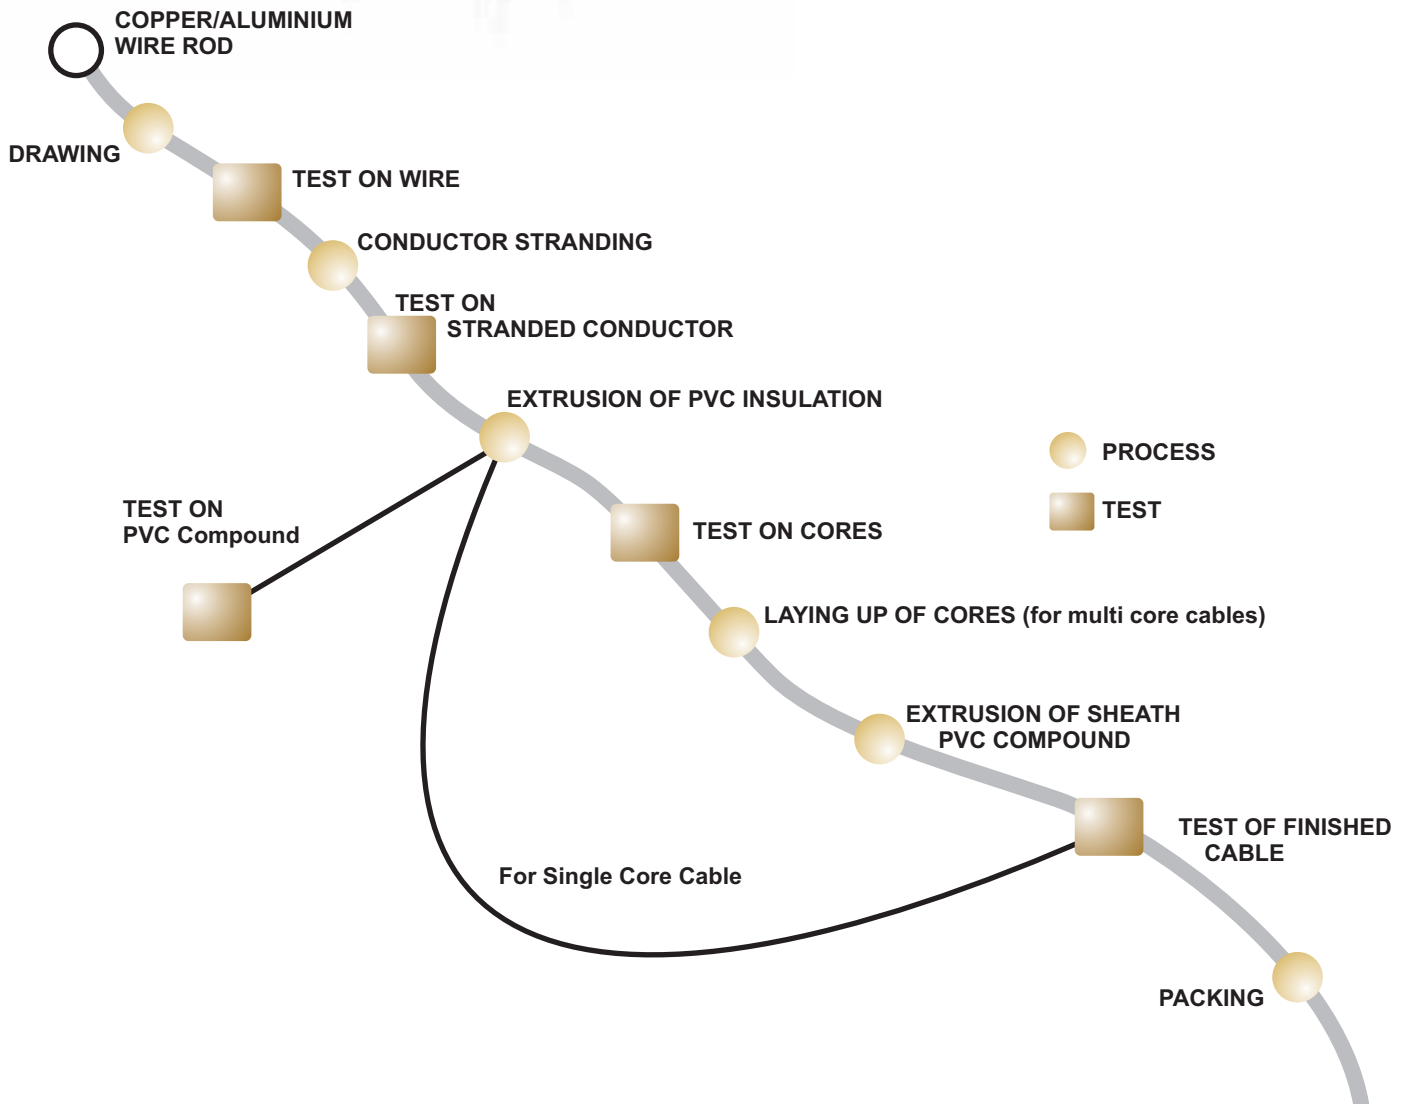 COPPER/ALUMINIUM
WIRE ROD
DRAWING
TEST ON WIRE
CONDUCTOR STRANDING
TEST ON
STRANDED CONDUCTOR
EXTRUSION OF PVC INSULATION
PROCESS
TEST
TEST ON
PVC Compound
TEST ON CORES
LAYING UP OF CORES (for multi core cables)
EXTRUSION OF SHEATH
PVC COMPOUND
TEST OF FINISHED
CABLE
For Single Core Cable
PACKING